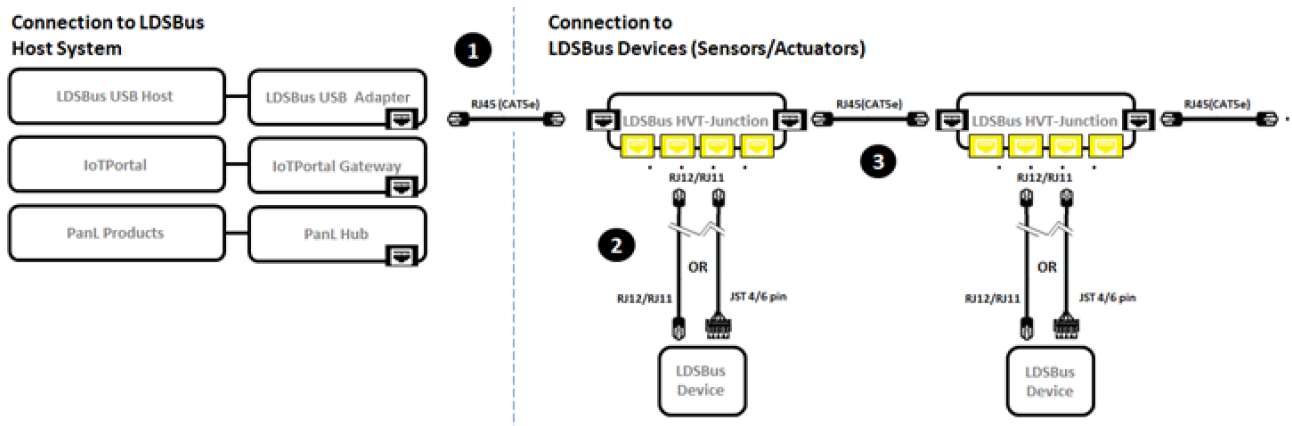 Connection to LDSBus
Host System
LDSBus USB Host
LDSBus USB Adapter
IoTPortal
IoTPortal Gateway
PanL Products
PanL Hub
1
Connection to
LDSBus Devices (Sensors/Actuators)
RJ45 (CAT5e)
LDSBus HVT-Junction
RJ45(CAT5e)
LDSBus HVT-Junction
RJ45(CAT5e)
3
RJ12/RJ11
RJ12/RJ11
2
OR
OR
RJ12/RJ11
JST 4/6 pin
RJ12/RJ11
JST 4/6 pin
LDSBus
Device
LDSBus
Device